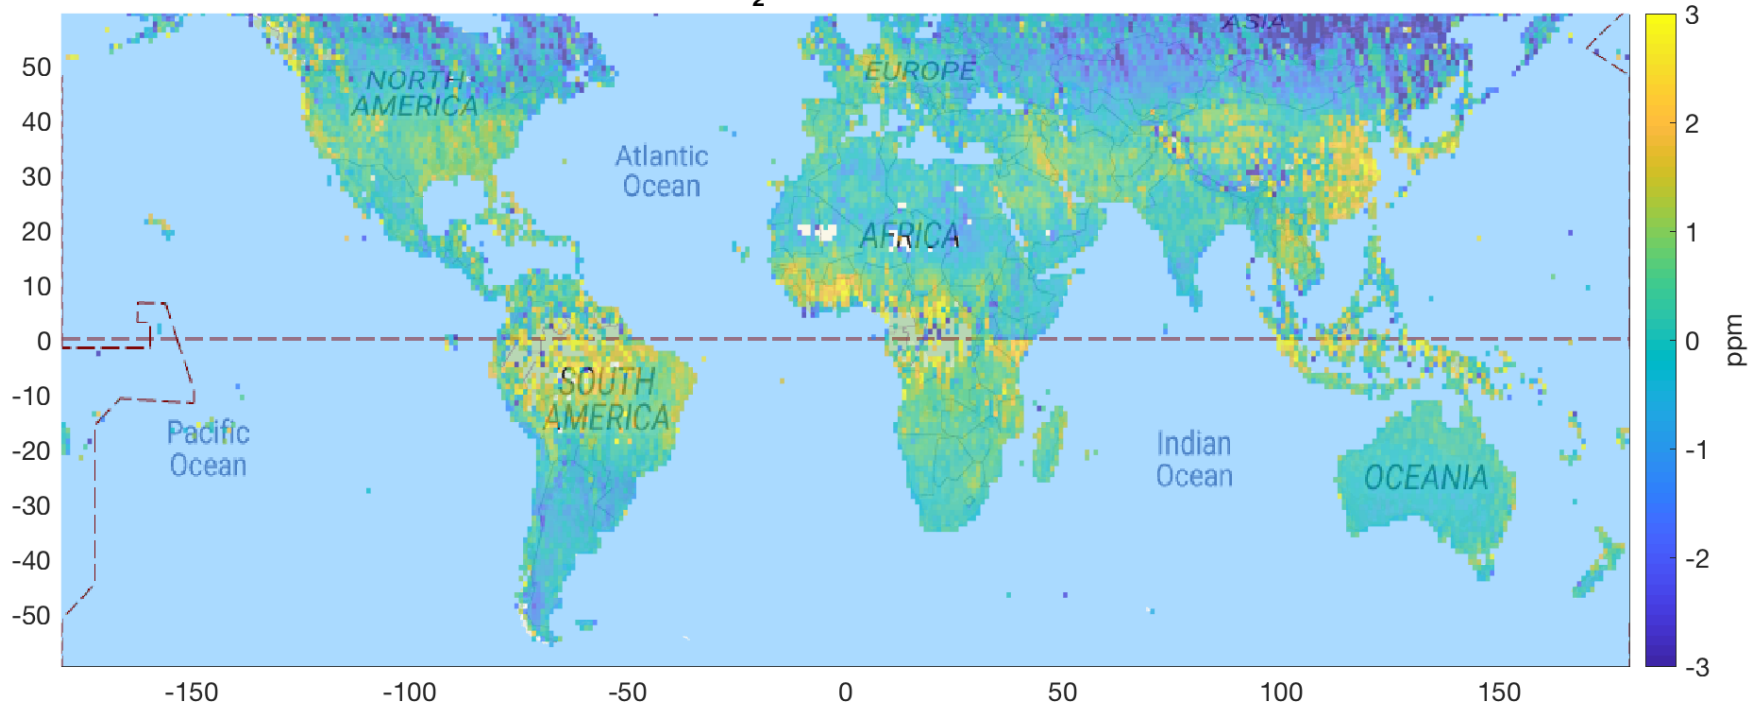 2
ASIA
EUROPE
NORTH
AMERICA
Atlantic
Ocean
AFRICA
SOUTH
AMERICA
Pacific
Ocean
Indian
Ocean
OCEANIA
50
40
30
20
10
0
-10
-20
-30
-40
-50
-150
-100
-50
0
50
100
150
3
2
1
0
-1
-2
-3
ppm